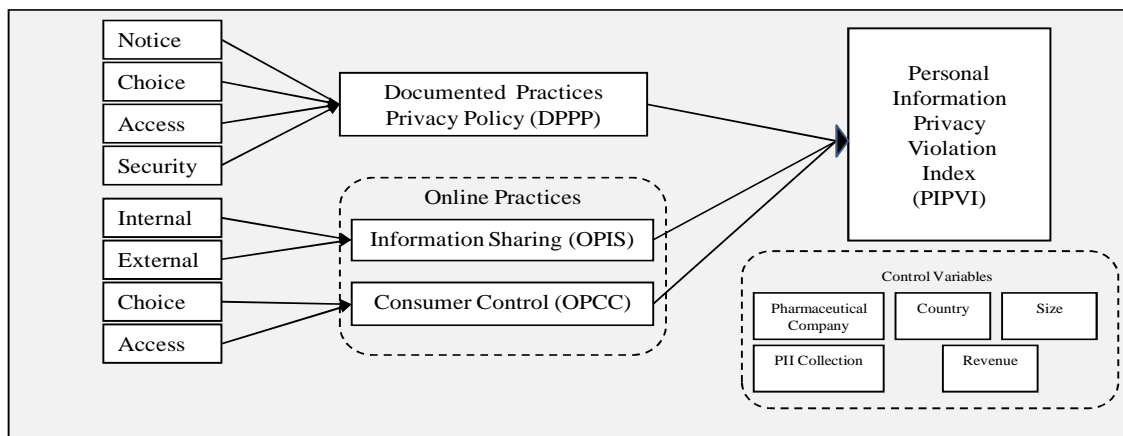 Notice
Choice
Access
Security
Documented Practices
Privacy Policy (DPPP)
Personal
Information
Privacy
Violation
Index
(PIPVI)
Internal
External
Choice
Access
Online Practices
Information Sharing (OPIS)
Consumer Control (OPCC)
Control Variables
Pharmaceutical
Company
Country
Size
PII Collection
Revenue